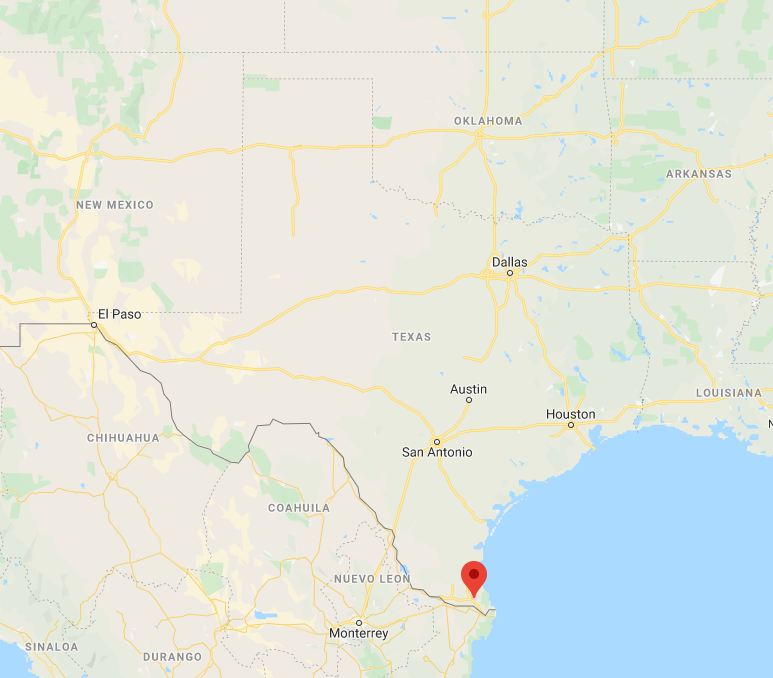 OKLAHOMA
ARKANSAS
NEW MEXICO
Dallas
El Paso
TEXAS
Austin
LOUISIANA
Houston
CHIHUAHUA
San Antonio
COAHUILA
NUEVO LEON
Monterrey
SINALOA
DURANGO